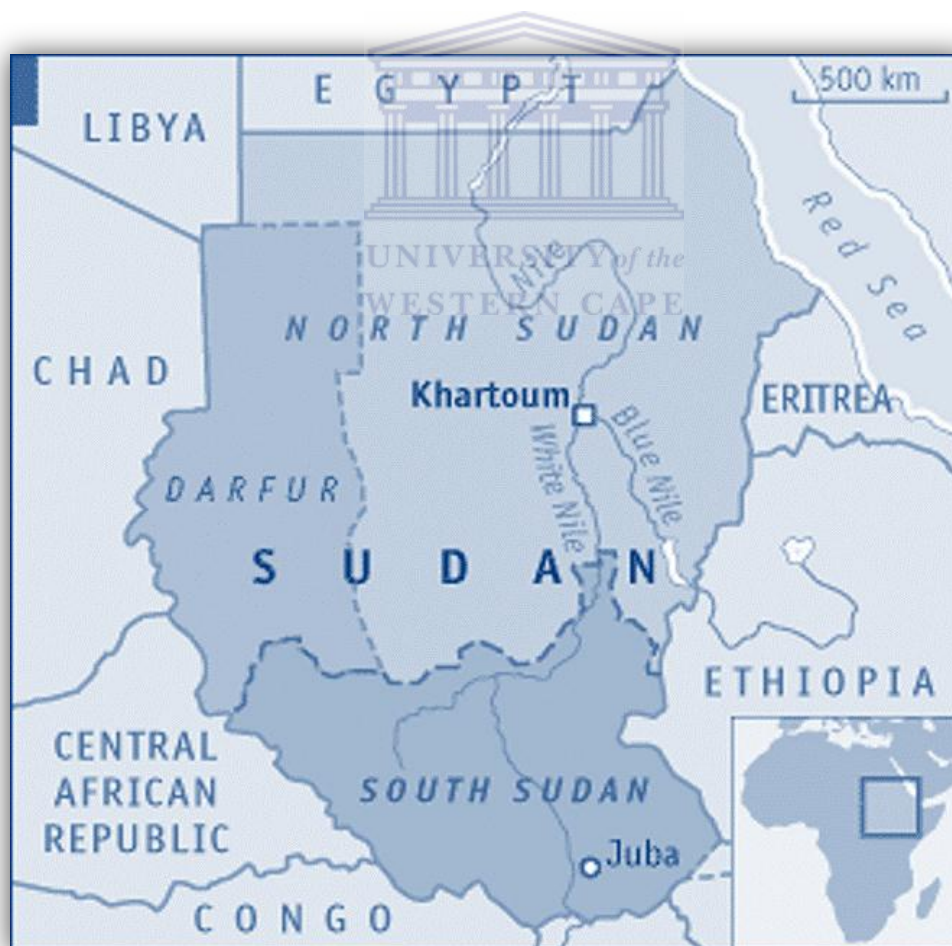 EGYPT
500 km
LIBYA
Red Sea
Nile
UNIVERSITY of the
WESTERN CAPE
NORTH SUDAN
CHAD
Khartoum
ERITREA
White Nile
Blue Nile
DARFUR
SUDAN
ETHIOPIA
CENTRAL
AFRICAN
REPUBLIC
SOUTH SUDAN
Juba
CONGO